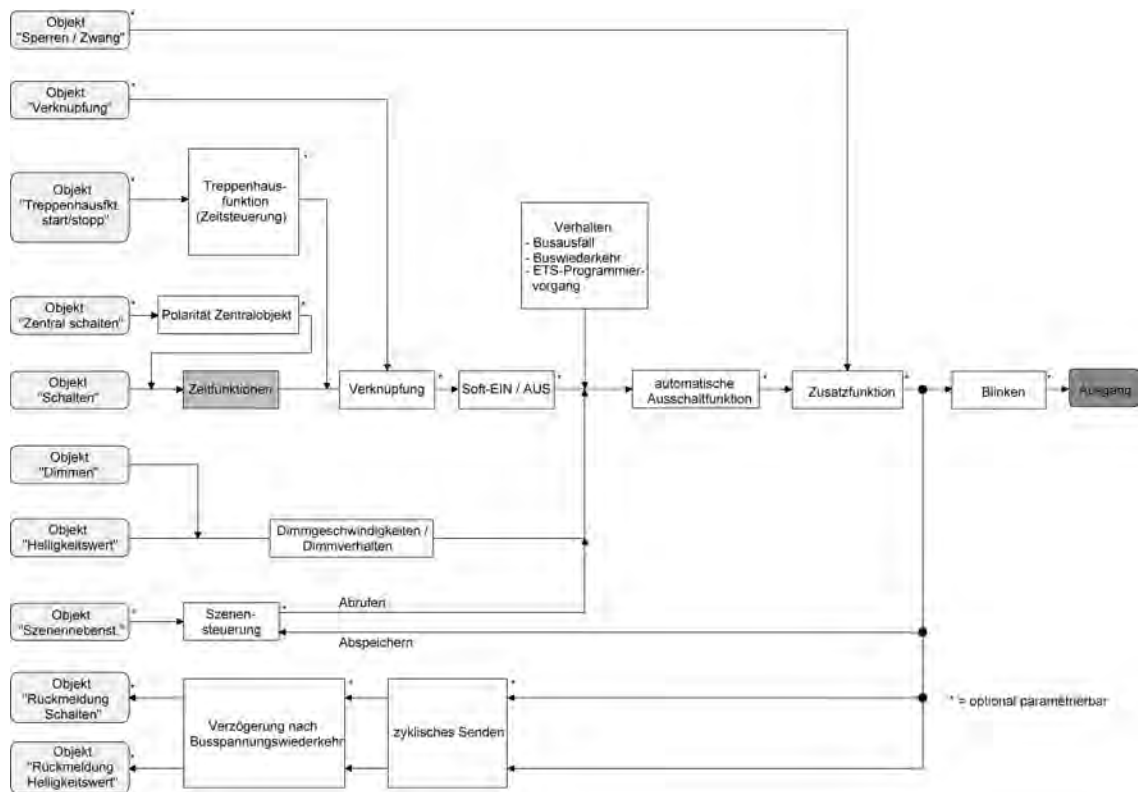 Objekt
"Sperren / Zwang"
*
Objekt
"Verknüpfung"
*
Objekt
"Treppenhausfkt.
start/stopp"
*
Treppenhaus-
funktion
(Zeitsteuerung)
*
Verhalten
- Busausfall
- Buswiederkehr
- ETS-Programmier-
vorgang
Objekt
"Zentral schalten"
*
Polarität Zentralobjekt
*
Objekt
"Schalten"
Zeitfunktionen
Verknüpfung
*
Soft-EIN / AUS
*
automatische
Ausschaltfunktion
*
Zusatzfunktion
*
Blinken
*
Ausgang
Objekt
"Dimmen"
Objekt
"Helligkeitswert"
Dimmgeschwindigkeiten /
Dimmverhalten
Objekt
"Szenennebenst."
*
Szenen-
steuerung
*
Abrufen
Abspeichern
Objekt
"Rückmeldung
Schalten"
*
Objekt
"Rückmeldung
Helligkeitswert"
*
Verzögerung nach
Busspannungswiederkehr
*
zyklisches Senden
*
* = optional parametrierbar